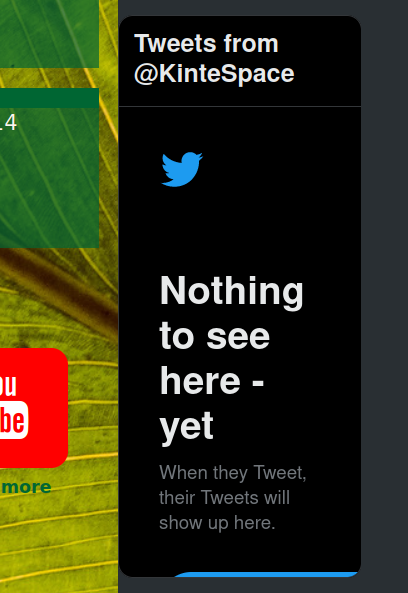 Tweets from
@KinteSpace
.4
Nothing
to see
here -
yet
When they Tweet,
their Tweets will
show up here.
ou
be
more